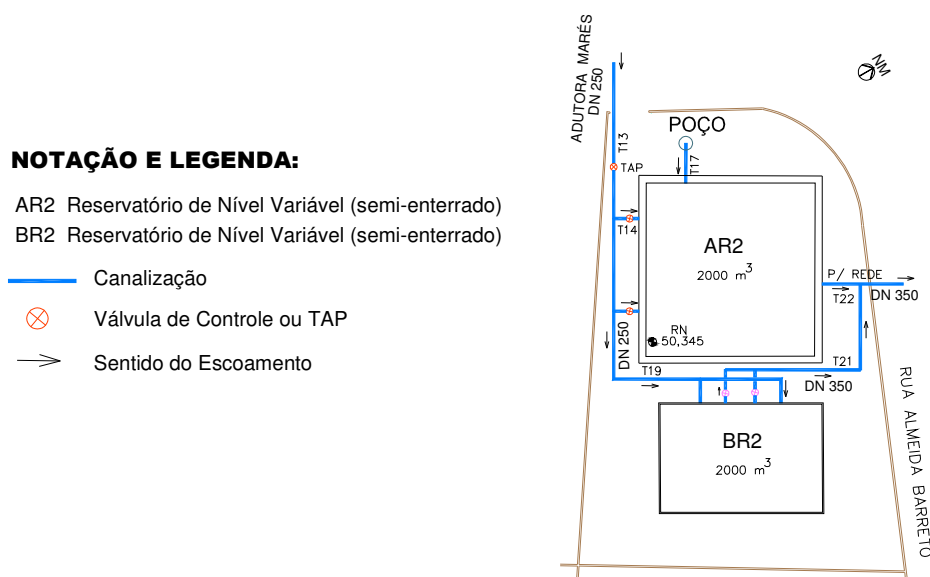 NOTAÇÃO E LEGENDA:
AR2 Reservatório de Nível Variável (semi-enterrado)
BR2 Reservatório de Nível Variável (semi-enterrado)
Canalização
Válvula de Controle ou TAP
Sentido do Escoamento
ADUTORA MARÉS
DN 250
NM
T13
POÇO
TAP
T17
T14
AR2
2000 m³
P/ REDE
T22
DN 350
RN
50,345
DN 250
T19
T21
DN 350
BR2
2000 m³
RUA ALMEIDA BARRETO